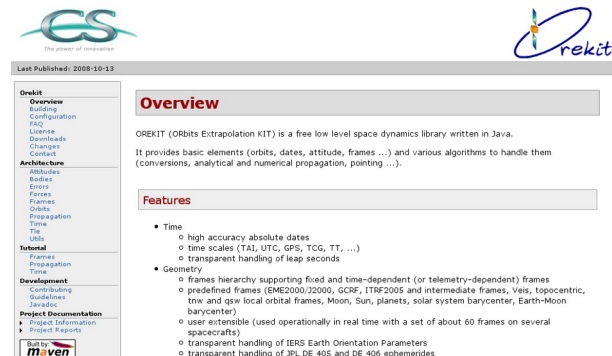 CS
The power of innovation
Orekit
Last Published: 2008-10-13
Orekit
Overview
Building
Configuration
FAQ
License
Downloads
Changes
Contact
Architecture
Attitudes
Bodies
Errors
Forces
Frames
Orbits
Propagation
Time
Tle
Utils
Tutorial
Frames
Propagation
Time
Development
Contributing
Guidelines
Javadoc
Project Documentation
Project Information
Project Reports
Built by:
maven
Overview
OREKIT (ORbits Extrapolation KIT) is a free low level space dynamics library written in Java.
It provides basic elements (orbits, dates, attitude, frames ...) and various algorithms to handle them
(conversions, analytical and numerical propagation, pointing ...).
Features
Time
high accuracy absolute dates
time scales (TAI, UTC, GPS, TCG, TT, ...)
transparent handling of leap seconds
Geometry
frames hierarchy supporting fixed and time-dependent (or telemetry-dependent) frames
predefined frames (EME2000/J2000, GCRF, ITRF2005 and intermediate frames, Veis, topocentric,
tnw and qsw local orbital frames, Moon, Sun, planets, solar system barycenter, Earth-Moon
barycenter)
user extensible (used operationally in real time with a set of about 60 frames on several
spacecrafts)
transparent handling of IERS Earth Orientation Parameters
transparent handling of JPL DE 405 and DE 406 ephemerides